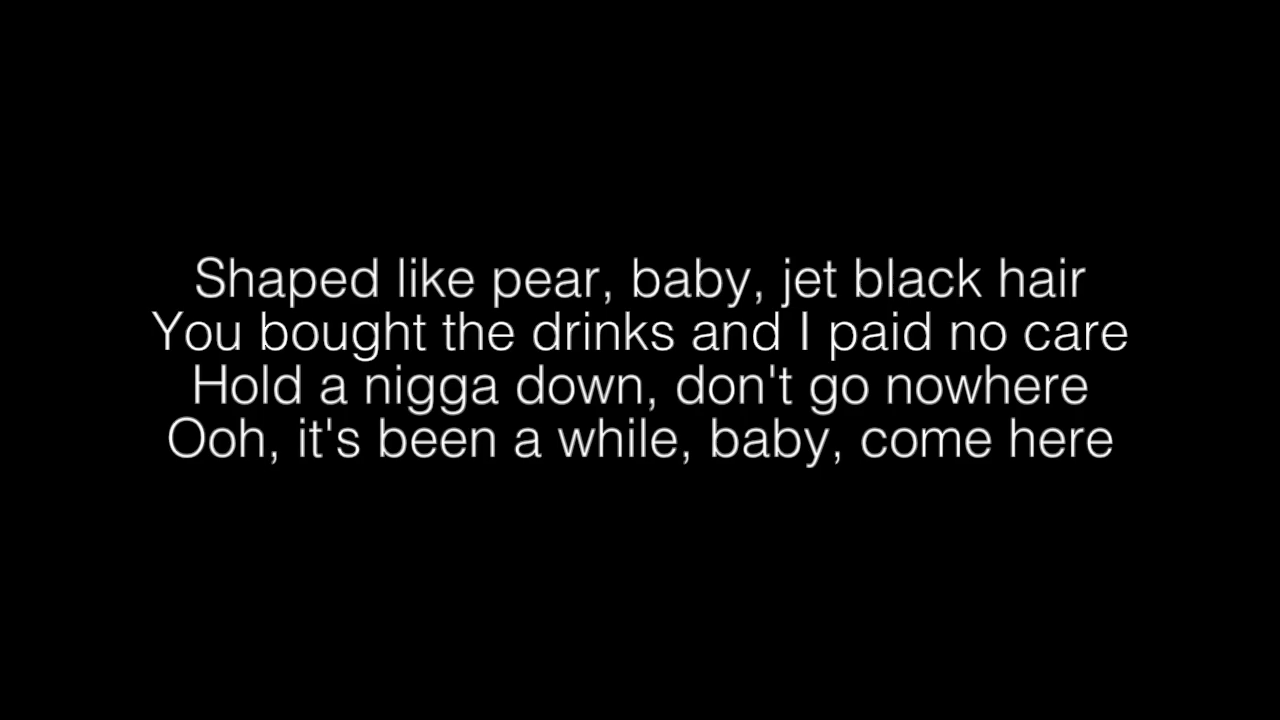 Shaped like pear, baby, jet black hair
You bought the drinks and I paid no care
Hold a nigga down, don't go nowhere
Ooh, it's been a while, baby, come here